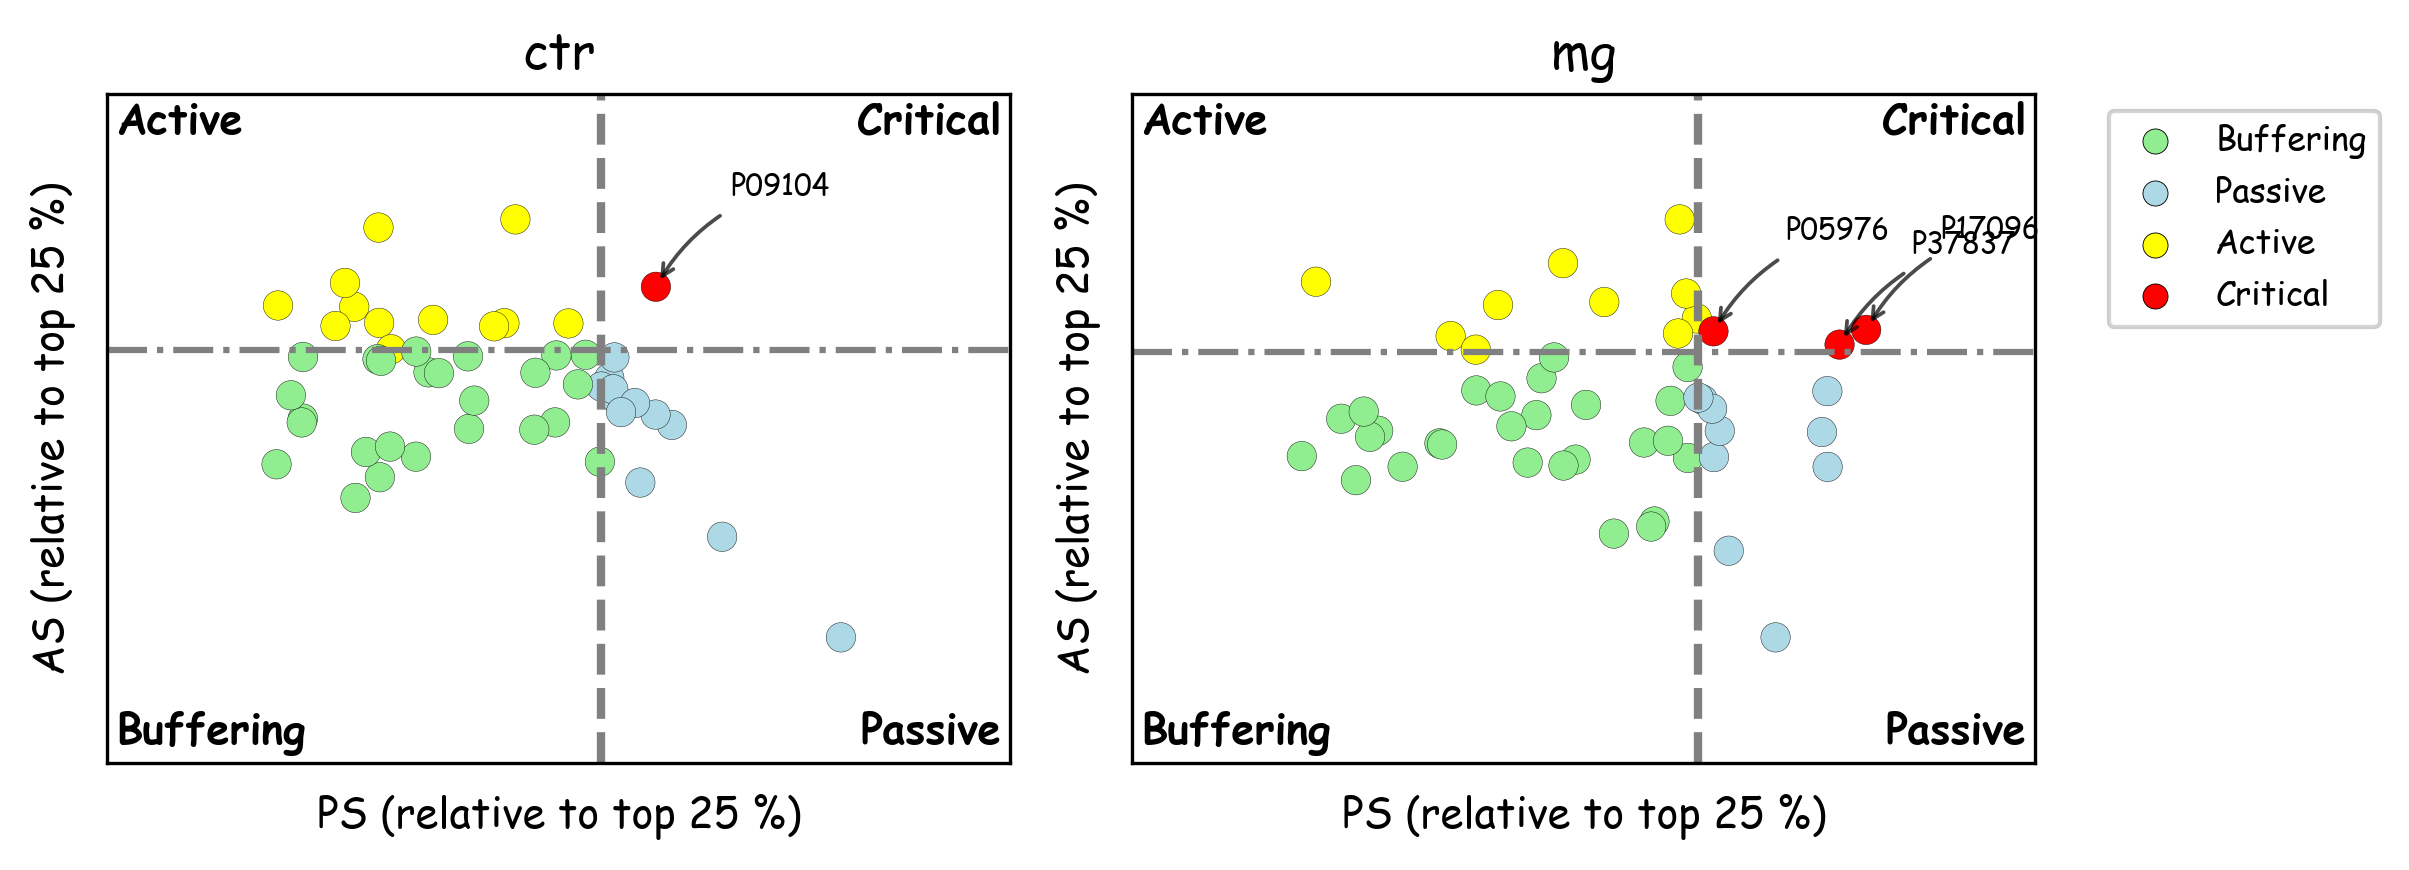 ctr
Active
Critical
P09104
AS (relative to top 25 %)
Buffering
Passive
PS (relative to top 25 %)
mg
Active
Critical
P05976
P17096
P37837
AS (relative to top 25 %)
Buffering
Passive
PS (relative to top 25 %)
Buffering
Passive
Active
Critical